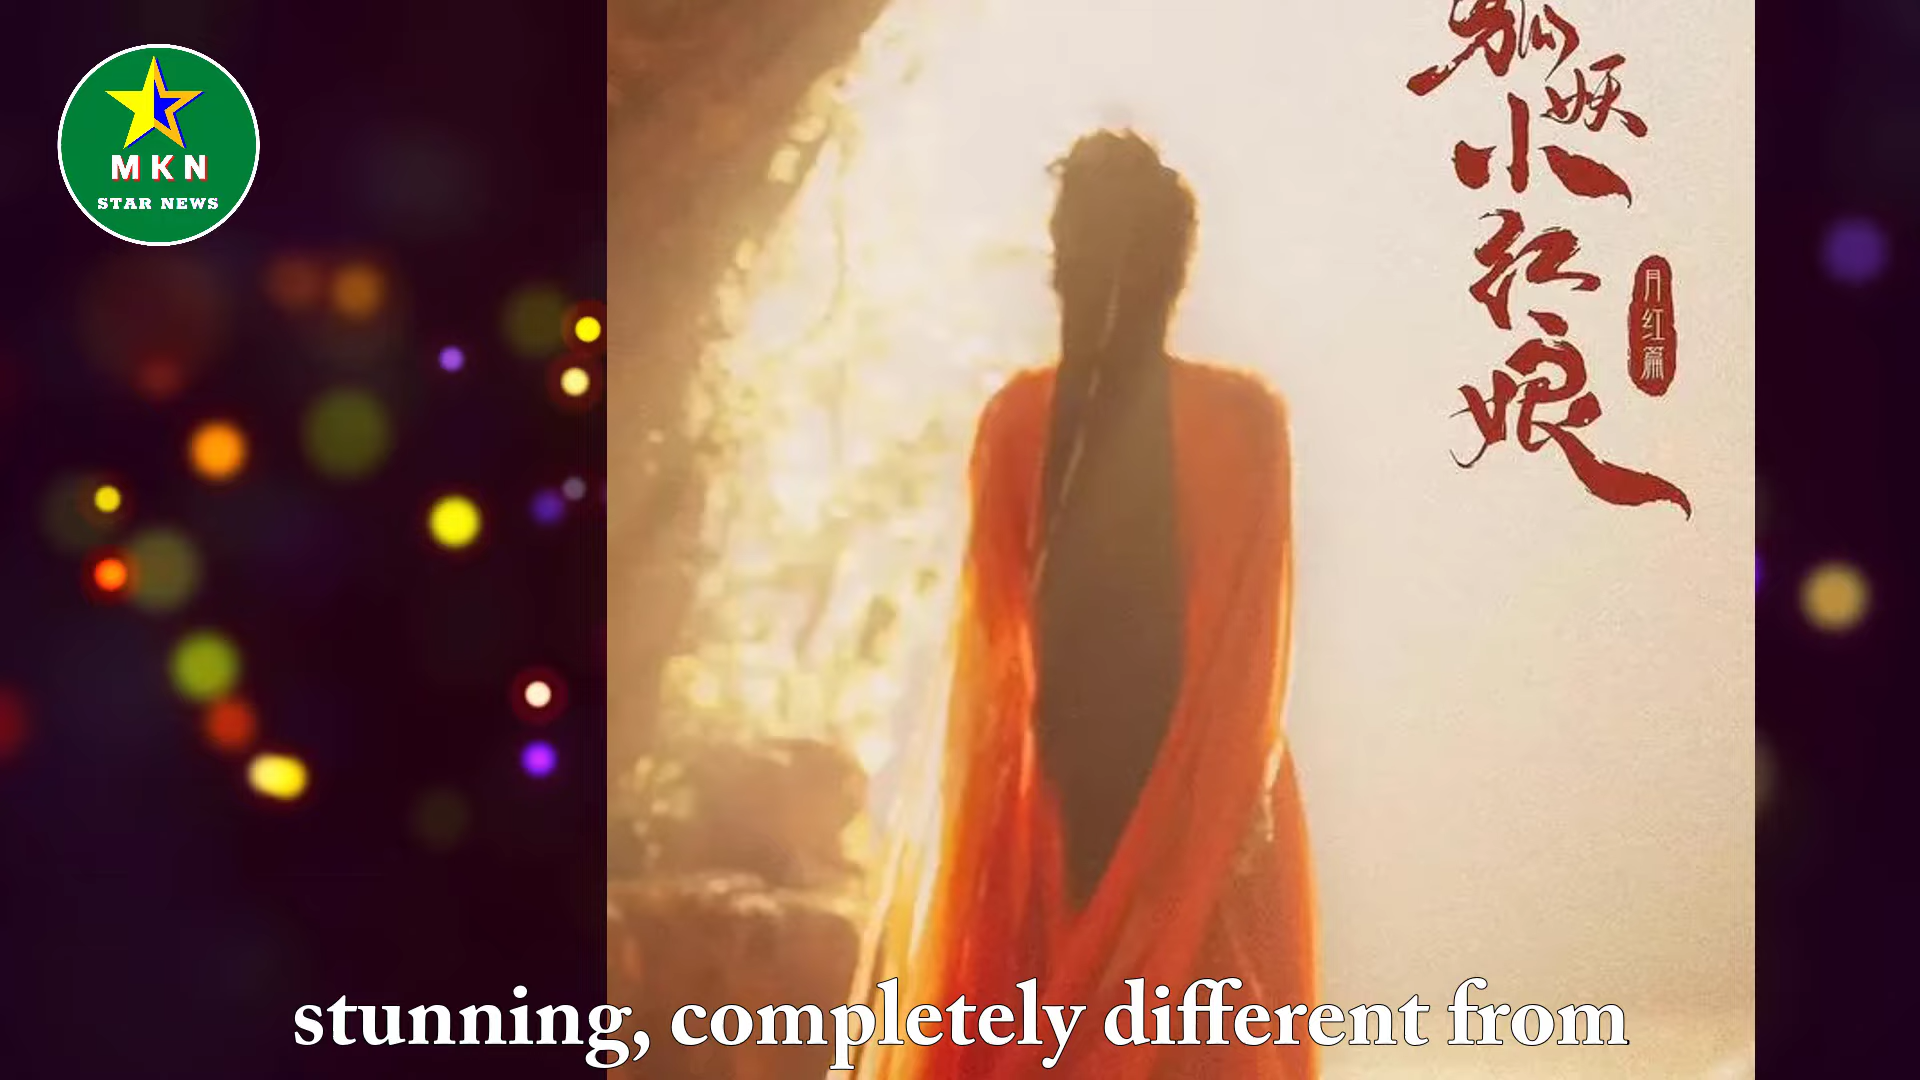 MKN
STAR NEWS
狐妖
小
红
娘
月红篇
stunning, completely different from